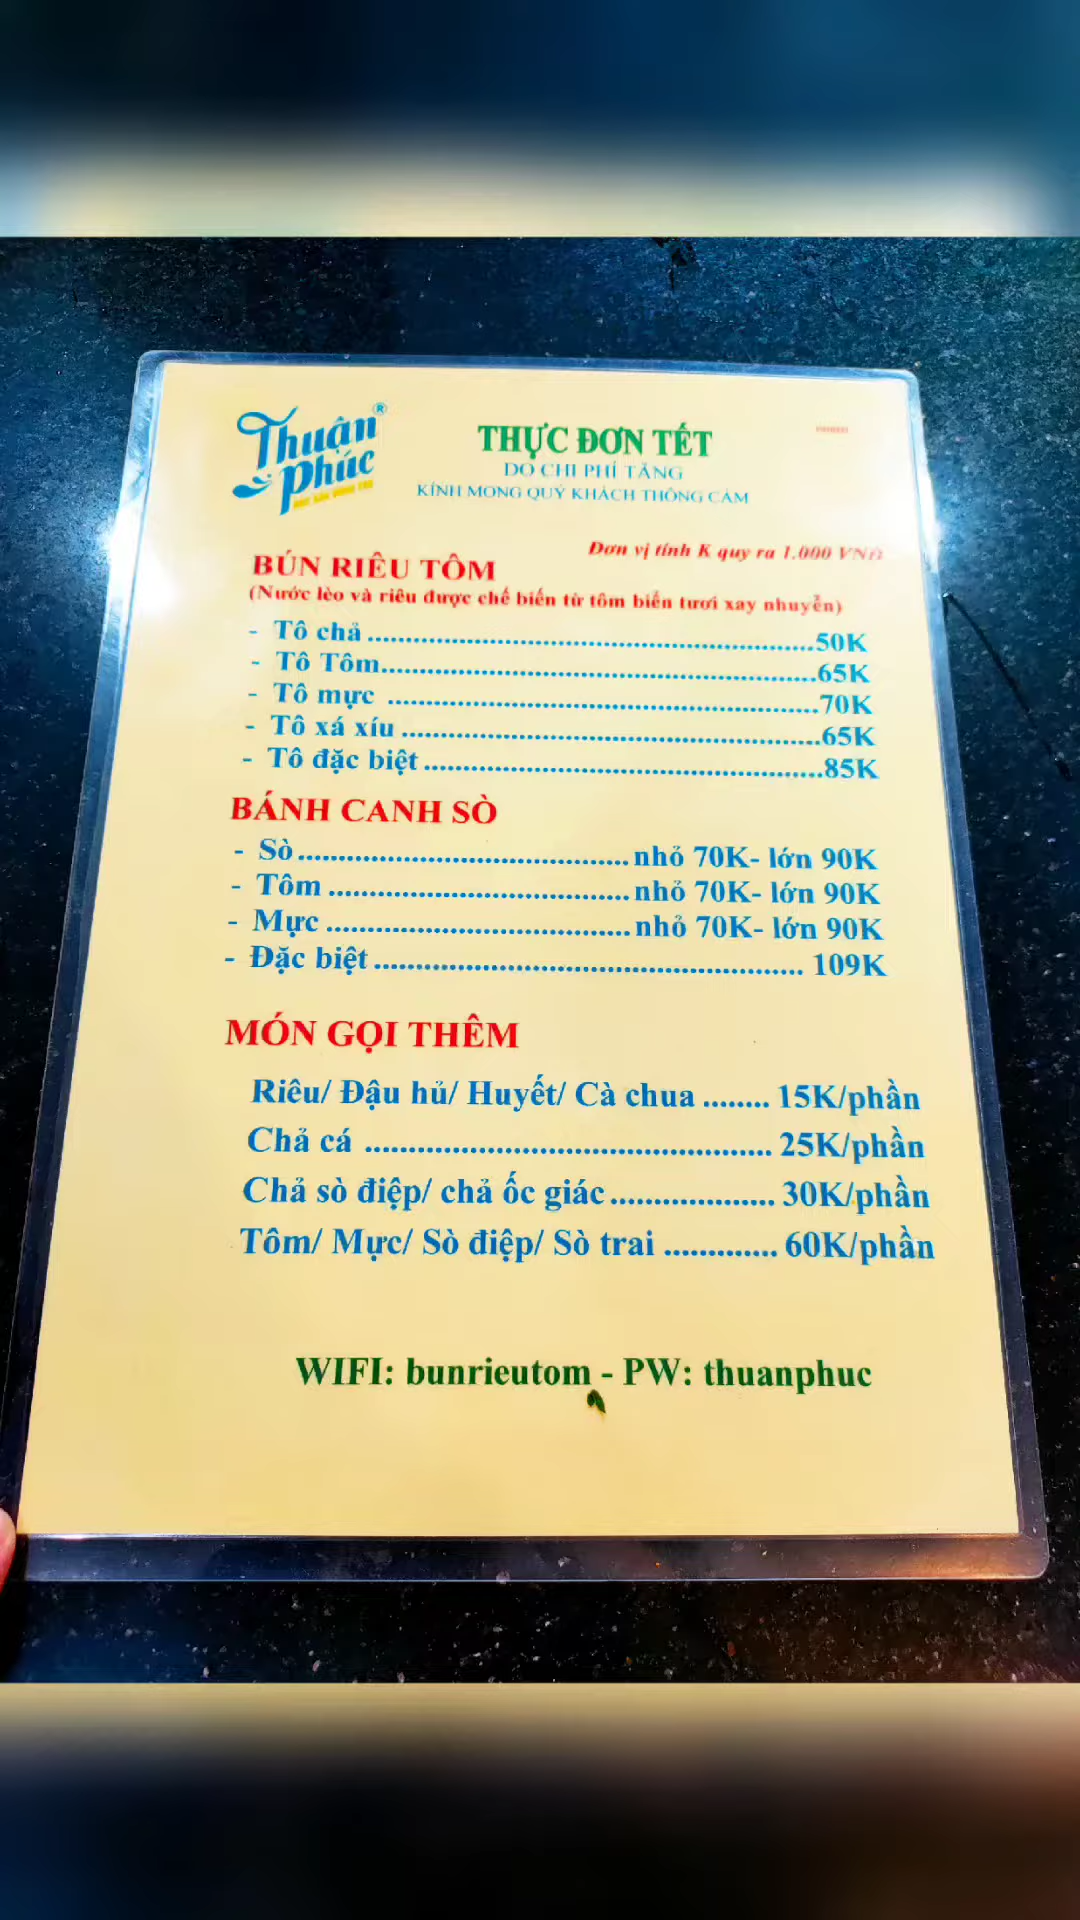 Thuận®
Phúc
THỰC ĐƠN TẾT
DO CHI PHÍ TĂNG
KÍNH MONG QUÝ KHÁCH THÔNG CẢM
Đơn vị tính K quy ra 1.000 VNĐ
BÚN RIÊU TÔM
(Nước lèo và riêu được chế biến từ tôm biển tươi xay nhuyễn)
- Tô chả ........ 50K
- Tô Tôm ........ 65K
- Tô mực ........ 70K
- Tô xá xíu ........ 65K
- Tô đặc biệt ........ 85K
BÁNH CANH SÒ
- Sò ........ nhỏ 70K- lớn 90K
- Tôm ........ nhỏ 70K- lớn 90K
- Mực ........ nhỏ 70K- lớn 90K
- Đặc biệt ........ 109K
MÓN GỌI THÊM
Riêu/ Đậu hủ/ Huyết/ Cà chua ........ 15K/phần
Chả cá ........ 25K/phần
Chả sò điệp/ chả ốc giác ........ 30K/phần
Tôm/ Mực/ Sò điệp/ Sò trai ........ 60K/phần
WIFI: bunrieutom - PW: thuanphuc